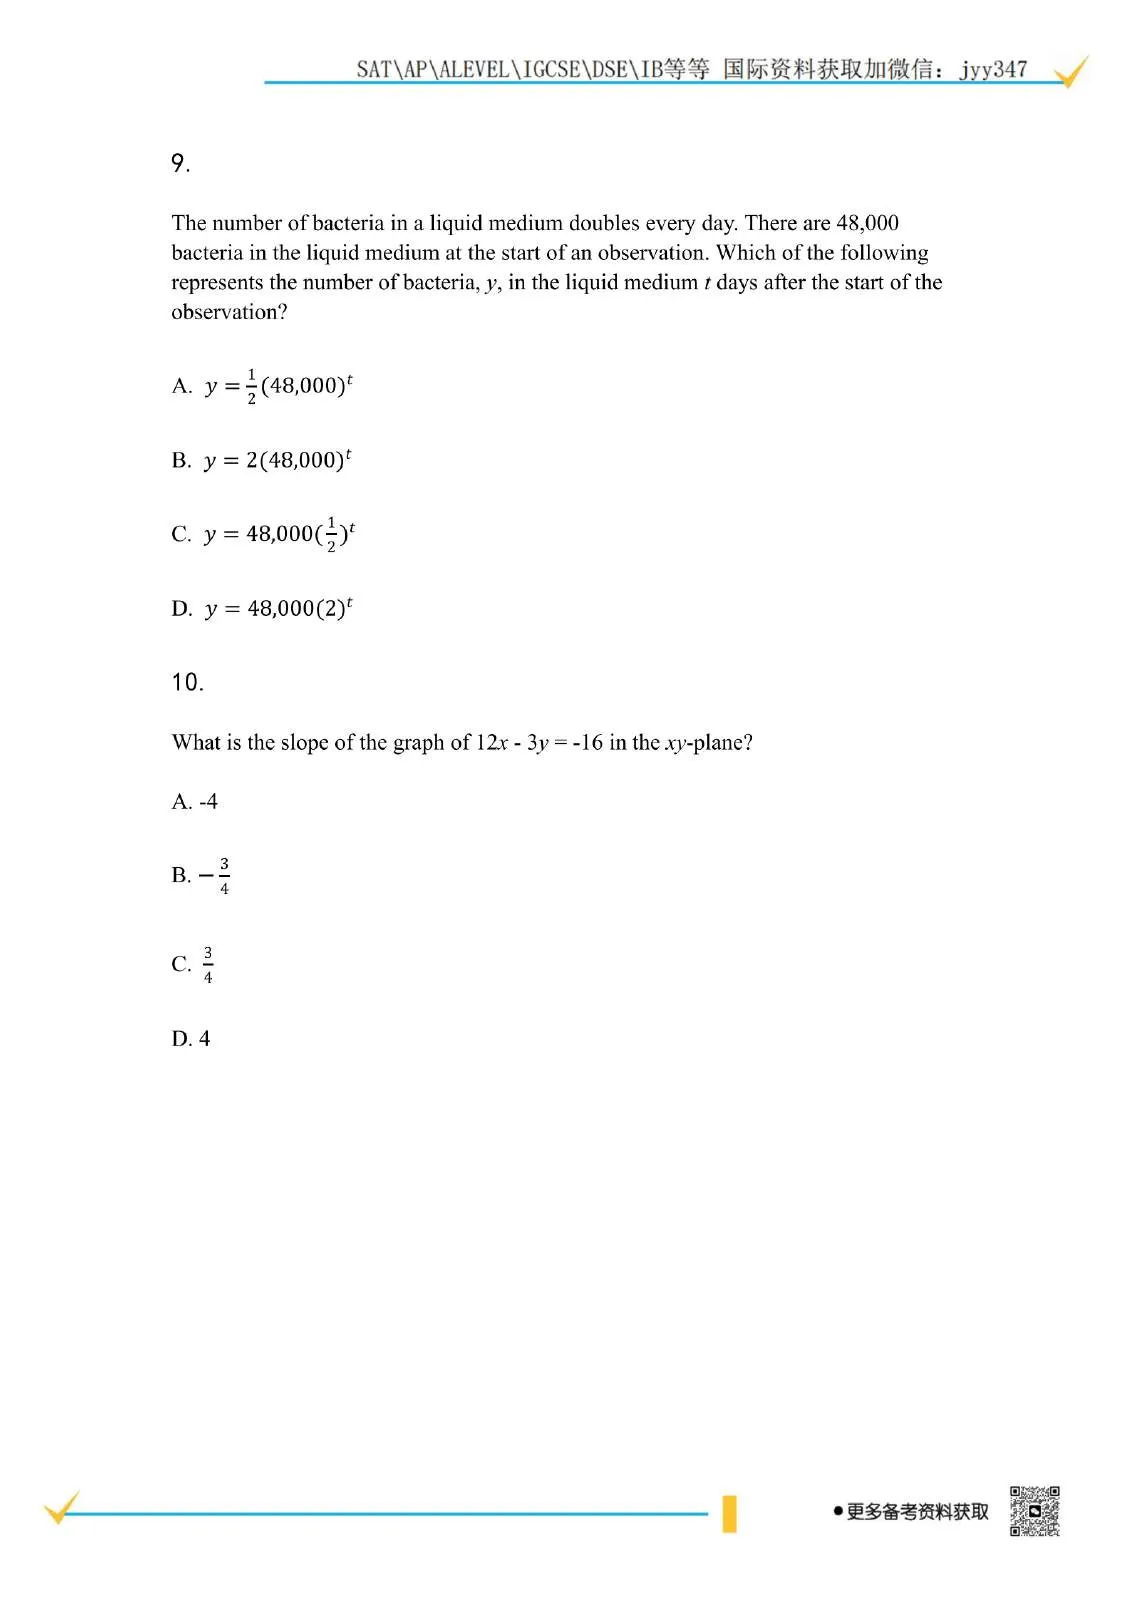 SAT\AP\ALEVEL\IGCSE\DSE\IB等等 国际资料获取加微信：jyy347
9.
The number of bacteria in a liquid medium doubles every day. There are 48,000
bacteria in the liquid medium at the start of an observation. Which of the following
represents the number of bacteria, y, in the liquid medium t days after the start of the
observation?
A. y = 1/2 (48,000)^t
B. y = 2(48,000)^t
C. y = 48,000(1/2)^t
D. y = 48,000(2)^t
10.
What is the slope of the graph of 12x - 3y = -16 in the xy-plane?
A. -4
B. − 3/4
C. 3/4
D. 4
●更多备考资料获取